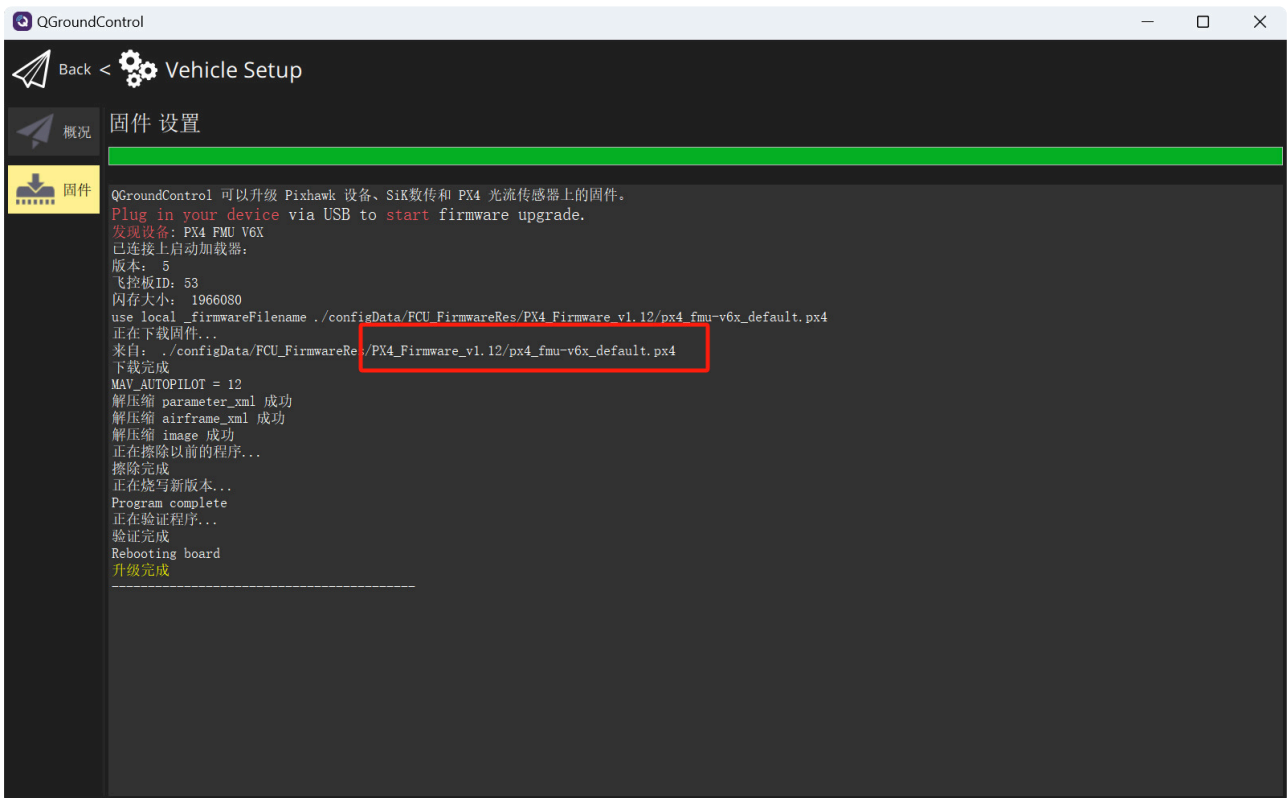 QGroundControl
Back < Vehicle Setup
概况
固件
固件 设置
QGroundControl 可以升级 Pixhawk 设备、SiK数传和 PX4 光流传感器上的固件。
Plug in your device via USB to start firmware upgrade.
发现设备: PX4 FMU V6X
已连接上启动加载器:
版本: 5
飞控板ID: 53
闪存大小: 1966080
use local _firmwareFilename ./configData/FCU_FirmwareRes/PX4_Firmware_v1.12/px4_fmu-v6x_default.px4
正在下载固件...
来自: ./configData/FCU_FirmwareRes/PX4_Firmware_v1.12/px4_fmu-v6x_default.px4
下载完成
MAV_AUTOPILOT = 12
解压缩 parameter_xml 成功
解压缩 airframe_xml 成功
解压缩 image 成功
正在擦除以前的程序...
擦除完成
正在烧写新版本...
Program complete
正在验证程序...
验证完成
Rebooting board
升级完成
------------------------------------------